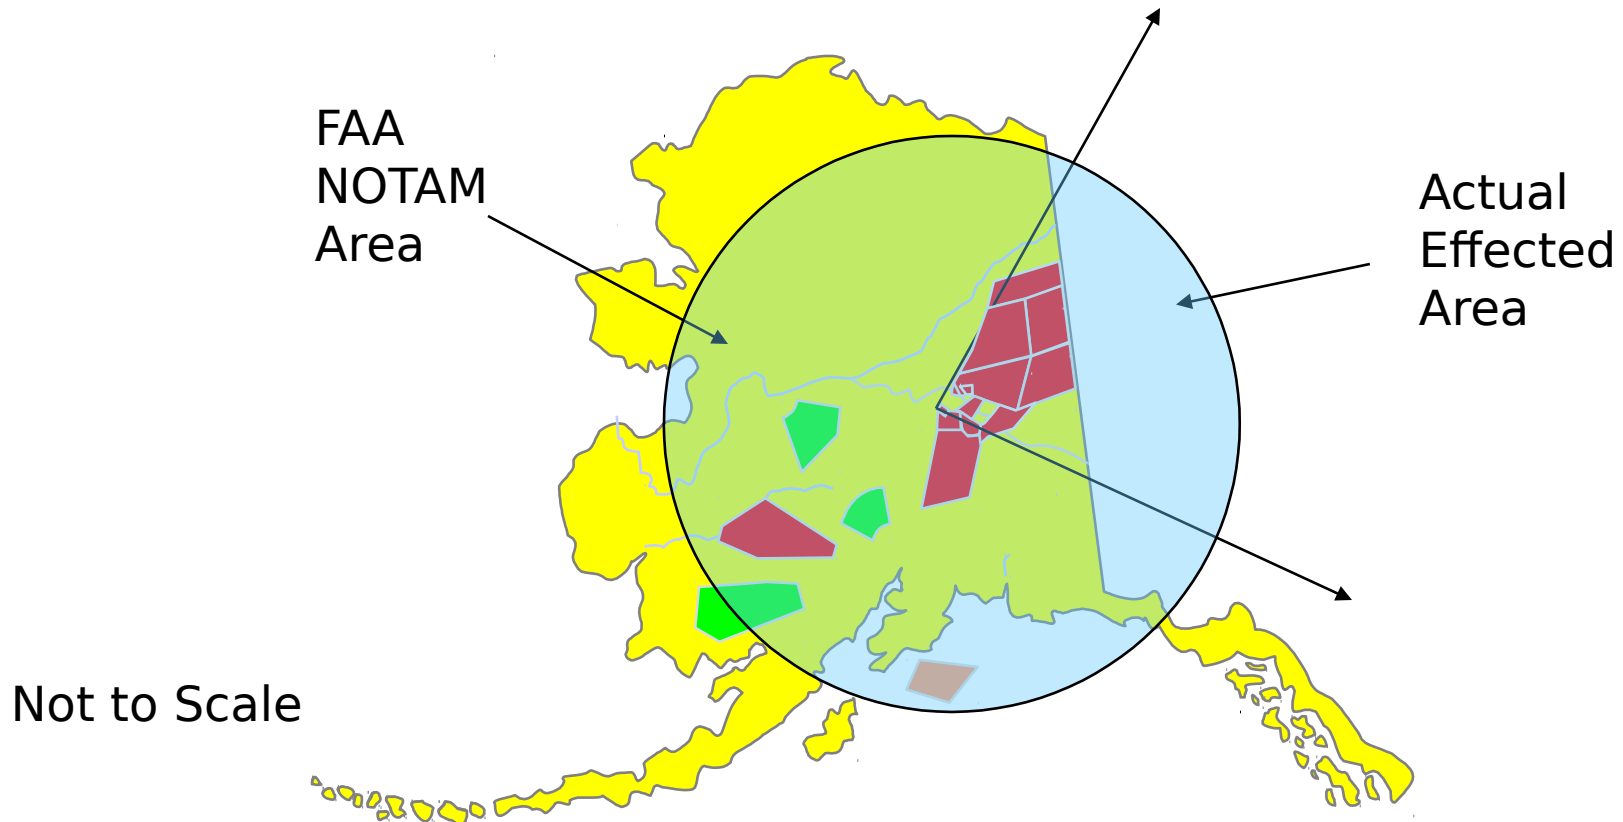 FAA
NOTAM
Area
Actual
Effected
Area
Not to Scale